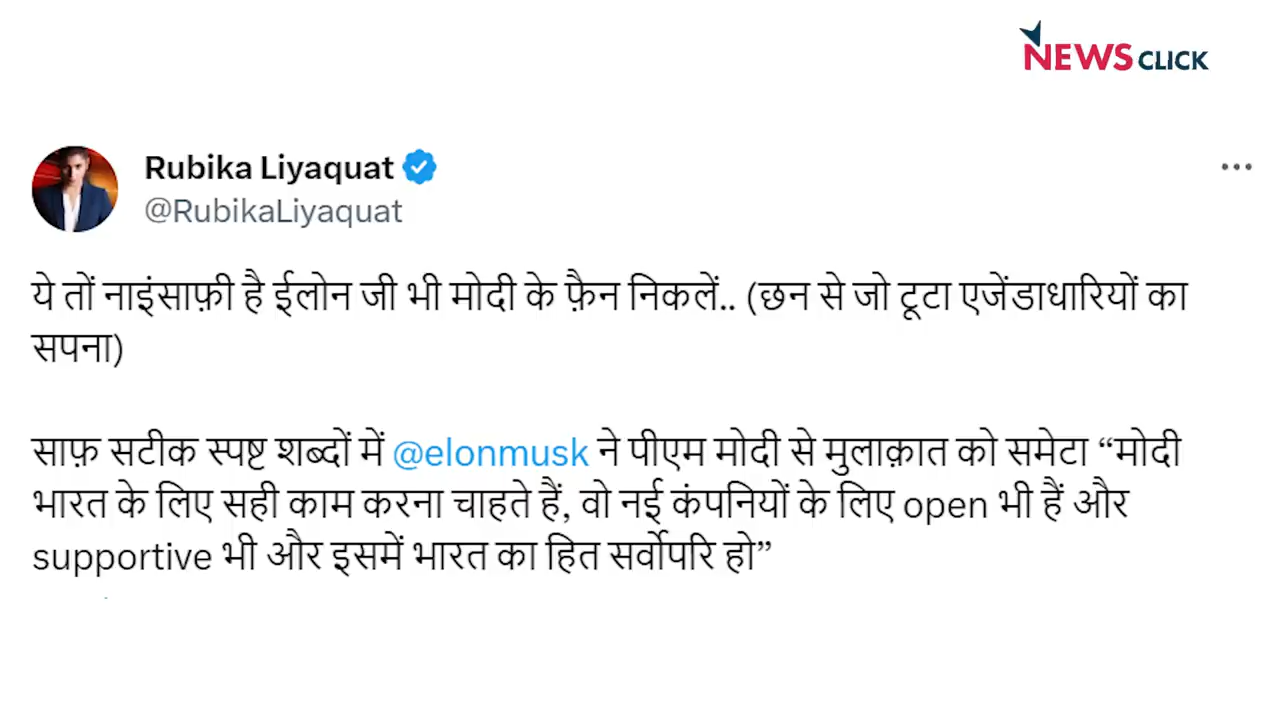 NEWS CLICK
Rubika Liyaquat
@RubikaLiyaquat
ये तों नाइंसाफ़ी है ईलोन जी भी मोदी के फ़ैन निकलें.. (छन से जो टूटा एजेंडाधारियों का
सपना)
साफ़ सटीक स्पष्ट शब्दों में @elonmusk ने पीएम मोदी से मुलाक़ात को समेटा “मोदी
भारत के लिए सही काम करना चाहते हैं, वो नई कंपनियों के लिए open भी हैं और
supportive भी और इसमें भारत का हित सर्वोपरि हो”